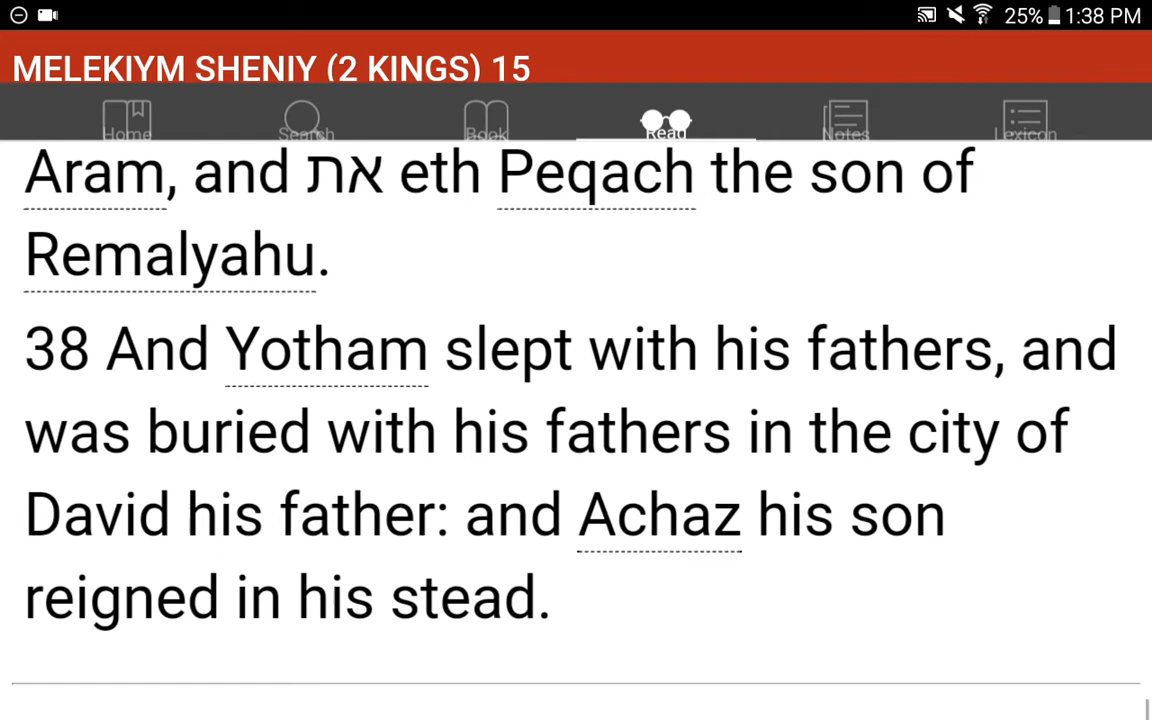 25% 1:38 PM
MELEKIYM SHENIY (2 KINGS) 15
Home Search Book Read Notes Lexicon
Aram, and את eth Peqach the son of
Remalyahu.
38 And Yotham slept with his fathers, and
was buried with his fathers in the city of
David his father: and Achaz his son
reigned in his stead.